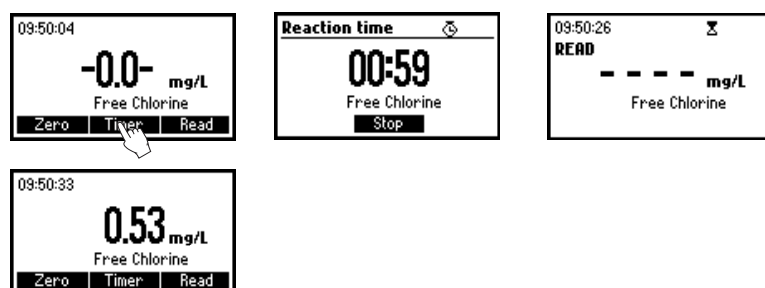 09:50:04
-0.0- mg/L
Free Chlorine
Zero Timer Read
Reaction time
00:59
Free Chlorine
Stop
09:50:26
READ
- - - - mg/L
Free Chlorine
09:50:33
0.53 mg/L
Free Chlorine
Zero Timer Read